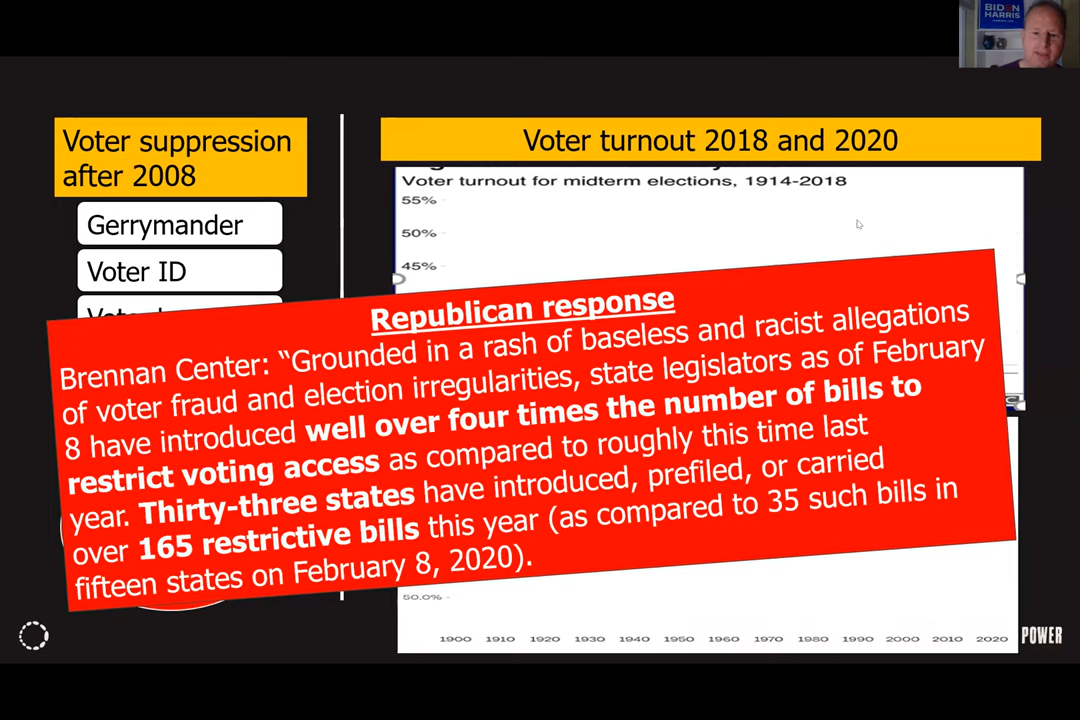 BIDEN
HARRIS
Voter suppression
after 2008
Voter turnout 2018 and 2020
Gerrymander
Voter ID
Voter turnout for midterm elections, 1914-2018
55%
50%
45%
Republican response
Brennan Center: “Grounded in a rash of baseless and racist allegations
of voter fraud and election irregularities, state legislators as of February
8 have introduced well over four times the number of bills to
restrict voting access as compared to roughly this time last
year. Thirty-three states have introduced, prefiled, or carried
over 165 restrictive bills this year (as compared to 35 such bills in
fifteen states on February 8, 2020).
50.0%
1900 1910 1920 1930 1940 1950 1960 1970 1980 1990 2000 2010 2020
POWER